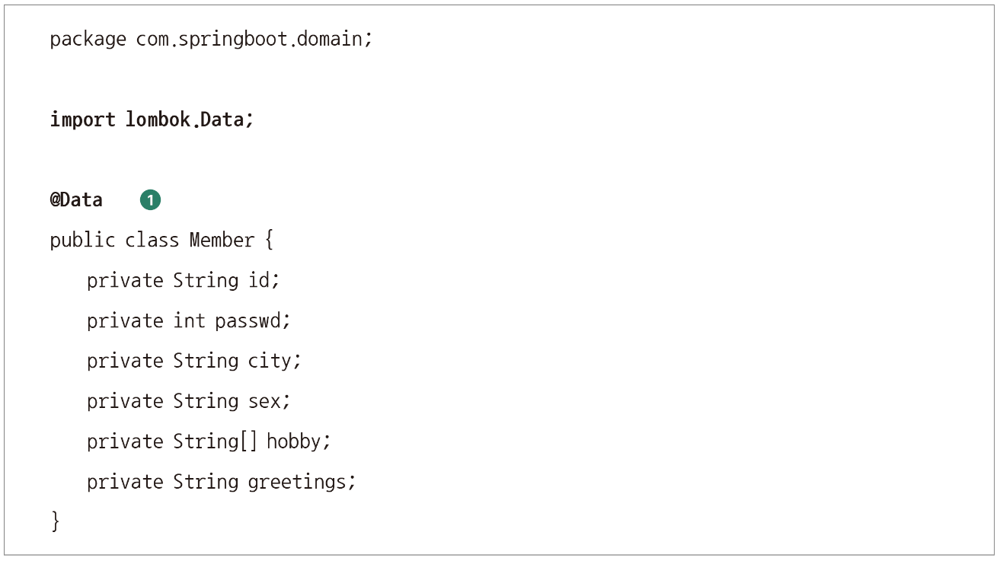 package com.springboot.domain;
import lombok.Data;
@Data 1
public class Member {
private String id;
private int passwd;
private String city;
private String sex;
private String[] hobby;
private String greetings;
}